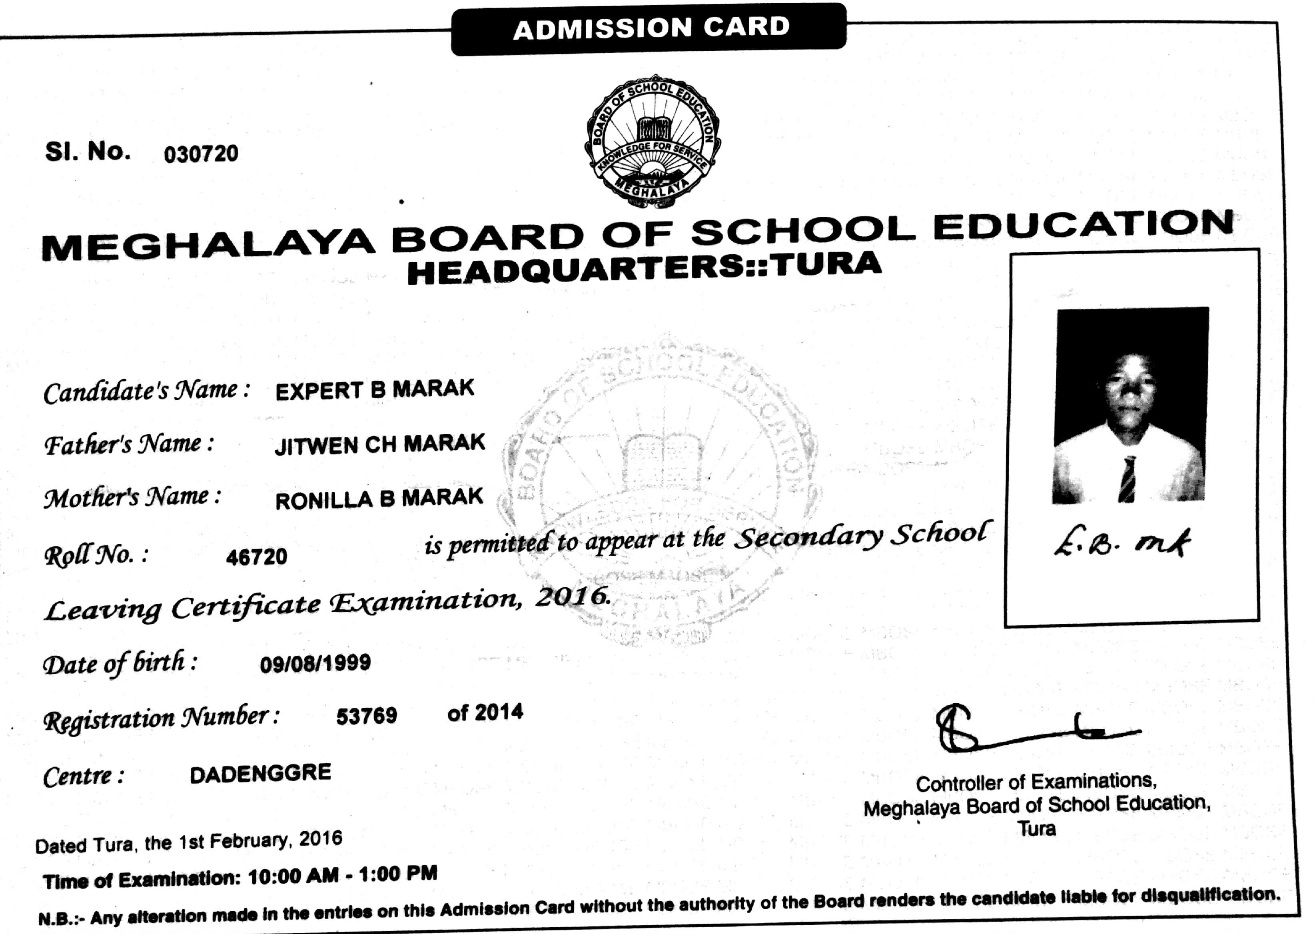 ADMISSION CARD
BOARD OF SCHOOL EDUCATION
KNOWLEDGE FOR SERVICE
MEGHALAYA
Sl. No. 030720
MEGHALAYA BOARD OF SCHOOL EDUCATION
HEADQUARTERS::TURA
BOARD OF SCHOOL EDUCATION
Candidate's Name : EXPERT B MARAK
Father's Name : JITWEN CH MARAK
Mother's Name : RONILLA B MARAK
Roll No. : 46720 is permitted to appear at the Secondary School
Leaving Certificate Examination, 2016.
E.B. mk
Date of birth : 09/08/1999
Registration Number : 53769 of 2014
Centre : DADENGGRE
Controller of Examinations,
Meghalaya Board of School Education,
Tura
Dated Tura, the 1st February, 2016
Time of Examination: 10:00 AM - 1:00 PM
N.B.:- Any alteration made in the entries on this Admission Card without the authority of the Board renders the candidate liable for disqualification.